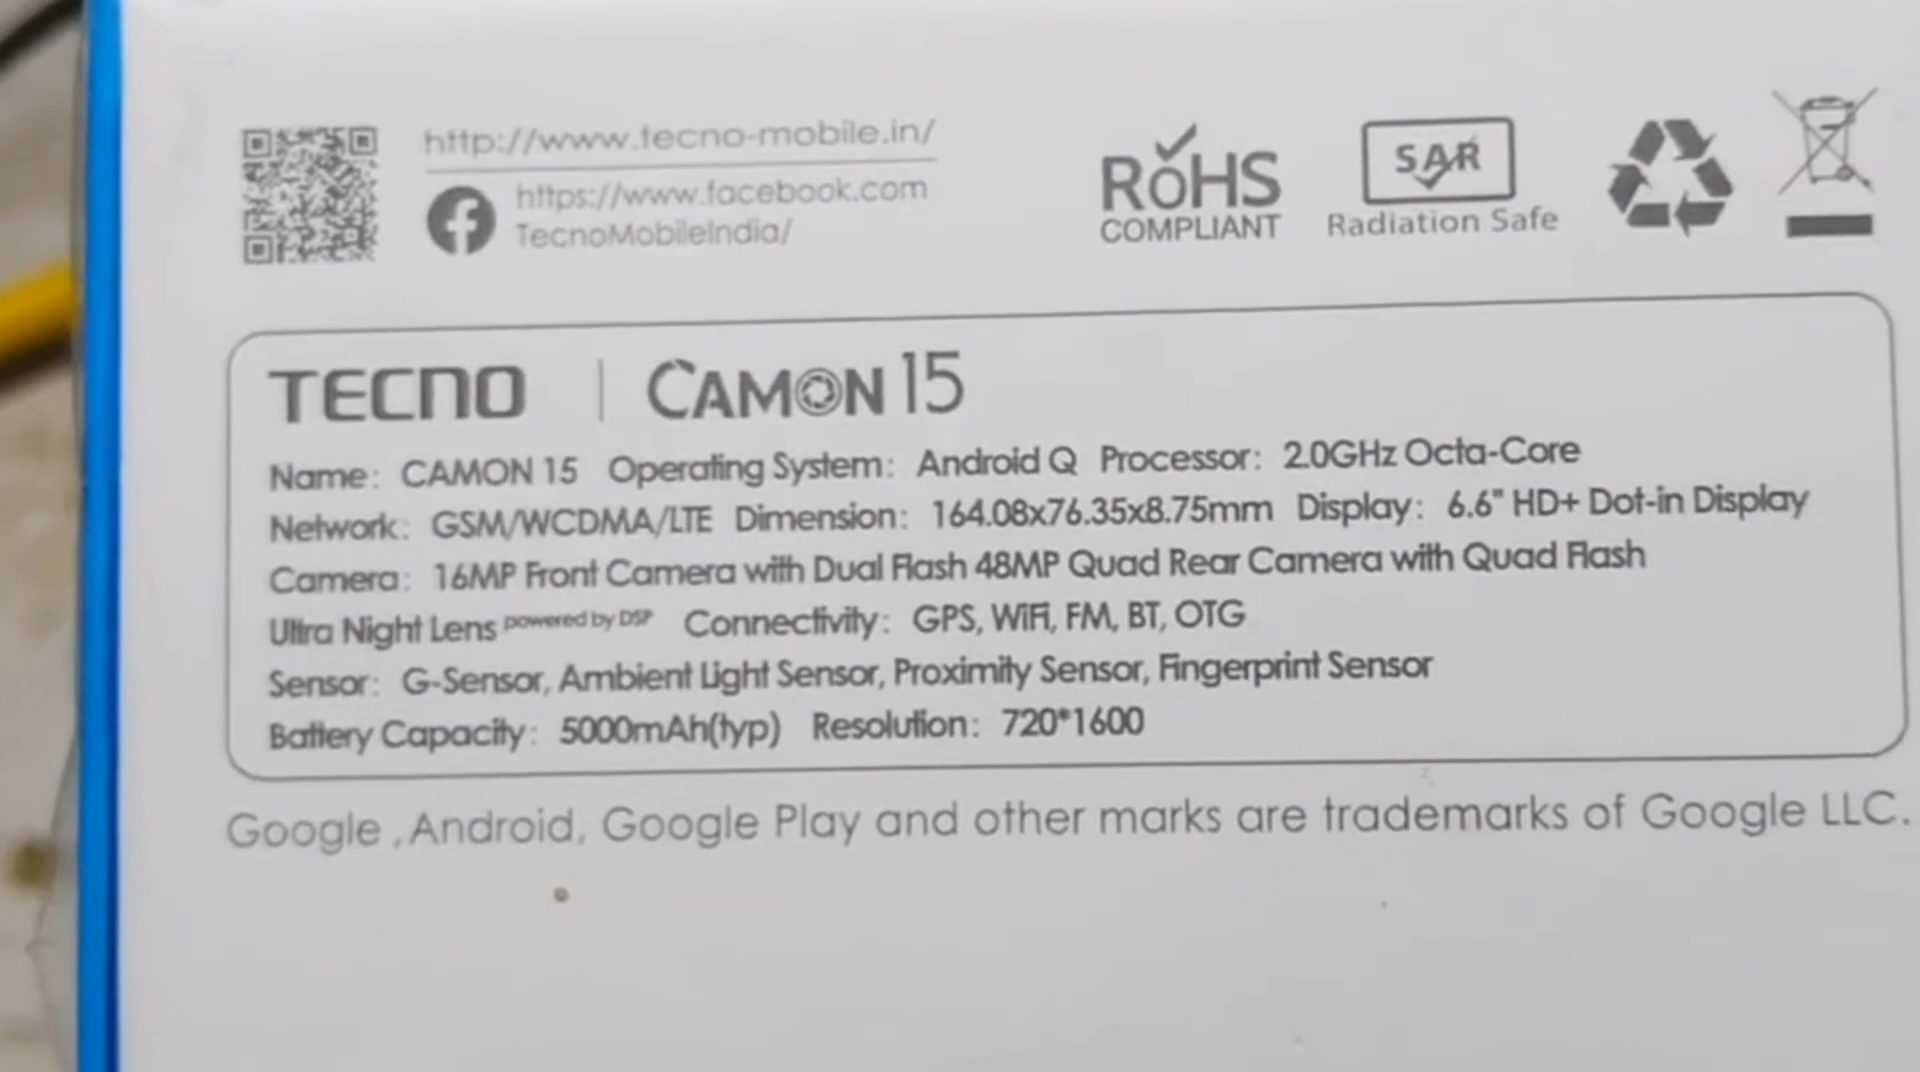 http://www.tecno-mobile.in/
https://www.facebook.com
TecnoMobileIndia/
RoHS
COMPLIANT
SAR
Radiation Safe
TECNO | CAMON 15
Name: CAMON 15 Operating System: Android Q Processor: 2.0GHz Octa-Core
Network: GSM/WCDMA/LTE Dimension: 164.08x76.35x8.75mm Display: 6.6" HD+ Dot-in Display
Camera: 16MP Front Camera with Dual Flash 48MP Quad Rear Camera with Quad Flash
Ultra Night Lens powered by DSP Connectivity: GPS, WiFi, FM, BT, OTG
Sensor: G-Sensor, Ambient Light Sensor, Proximity Sensor, Fingerprint Sensor
Battery Capacity: 5000mAh(typ) Resolution: 720*1600
Google ,Android, Google Play and other marks are trademarks of Google LLC.